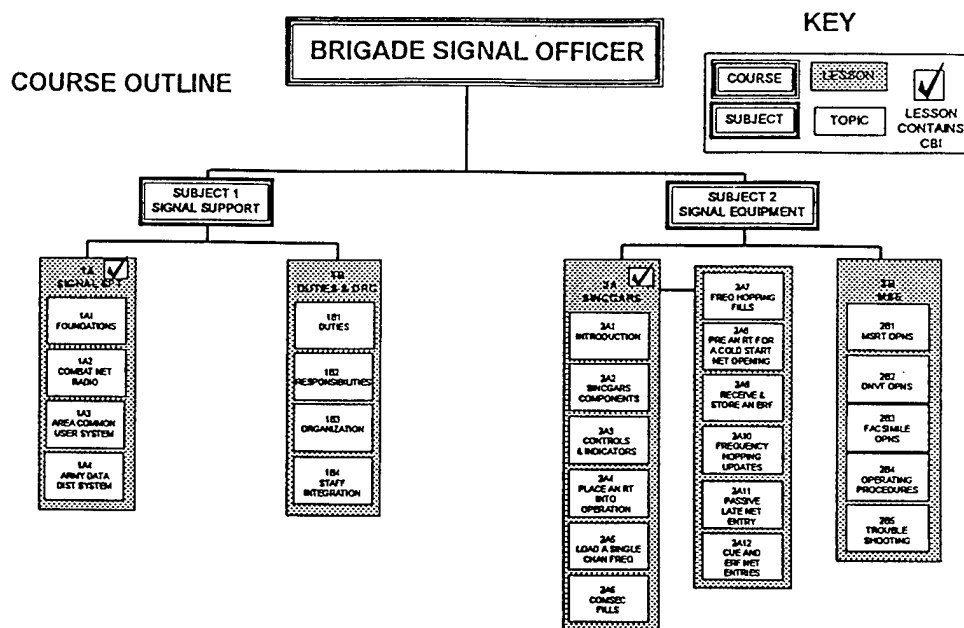 BRIGADE SIGNAL OFFICER
COURSE OUTLINE
KEY
COURSE
LESSON
SUBJECT
TOPIC
LESSON
CONTAINS
CBI
SUBJECT 1
SIGNAL SUPPORT
SUBJECT 2
SIGNAL EQUIPMENT
1A
SIGNAL SPT
1A1
FOUNDATIONS
1A2
COMBAT NET
RADIO
1A3
AREA COMMON
USER SYSTEM
1A4
ARMY DATA
DIST SYSTEM
1B
DUTIES & ORG
1B1
DUTIES
1B2
RESPONSIBILITIES
1B3
ORGANIZATION
1B4
STAFF
INTEGRATION
2A
SINCGARS
2A1
INTRODUCTION
2A2
SINCGARS
COMPONENTS
2A3
CONTROLS
& INDICATORS
2A4
PLACE AN RT
INTO
OPERATION
2A5
LOAD A SINGLE
CHAN FREQ
2A6
COMSEC
FILLS
2A7
FREQ HOPPING
FILLS
PRE AN RT FOR
A COLD START
NET OPENING
RECEIVE &
STORE AN ERF
2A10
FREQUENCY
HOPPING
UPDATES
2A11
PASSIVE
LATE NET
ENTRY
2A12
CUE AND
ERF NET
ENTRIES
2B
2B1
MSRT OPNS
2B2
DNVT OPNS
2B3
FACSIMILE
OPNS
2B4
OPERATING
PROCEDURES
2B5
TROUBLE
SHOOTING